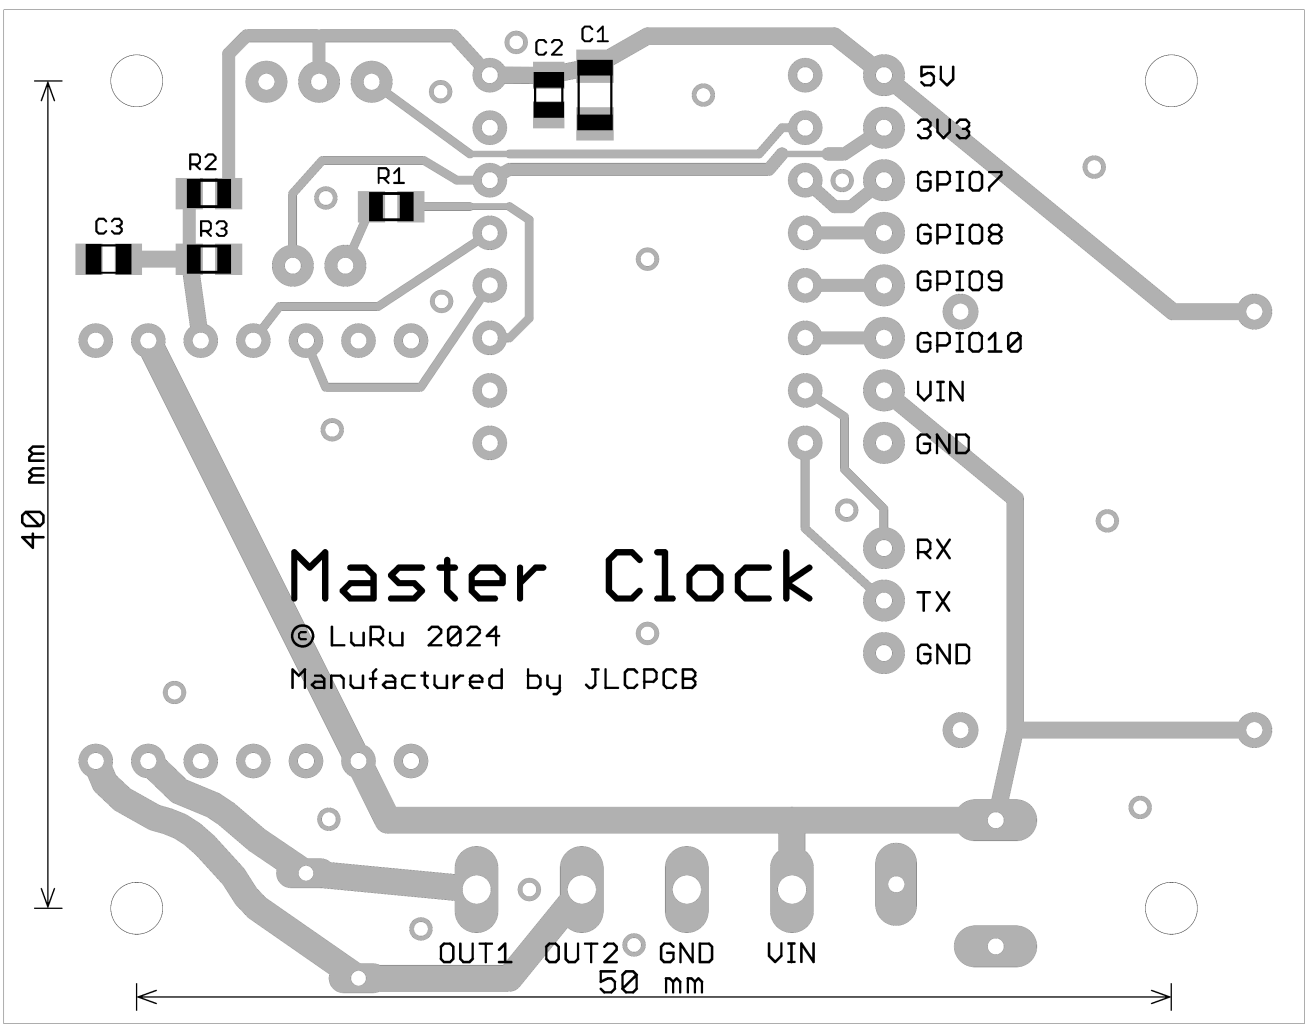 C1
C2
5V
3V3
R2
R1
GPIO7
C3
R3
GPIO8
GPIO9
GPIO10
VIN
GND
40 mm
RX
Master Clock
TX
© LuRu 2024
GND
Manufactured by JLCPCB
OUT1 OUT2 GND VIN
50 mm